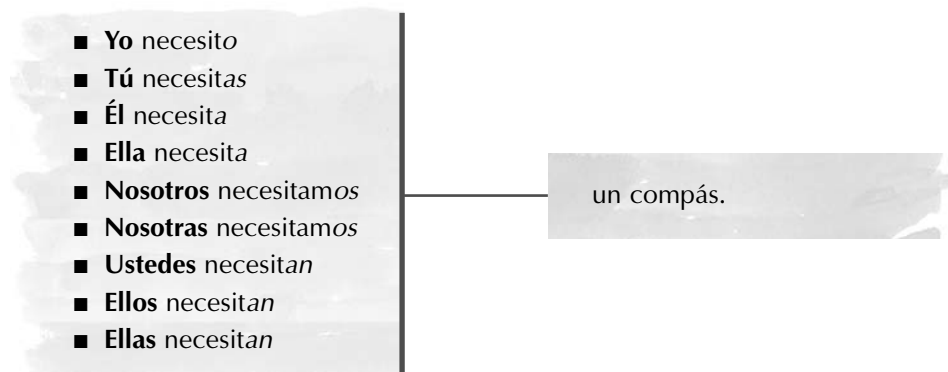 ■ Yo necesito
■ Tú necesitas
■ Él necesita
■ Ella necesita
■ Nosotros necesitamos
■ Nosotras necesitamos
■ Ustedes necesitan
■ Ellos necesitan
■ Ellas necesitan
un compás.